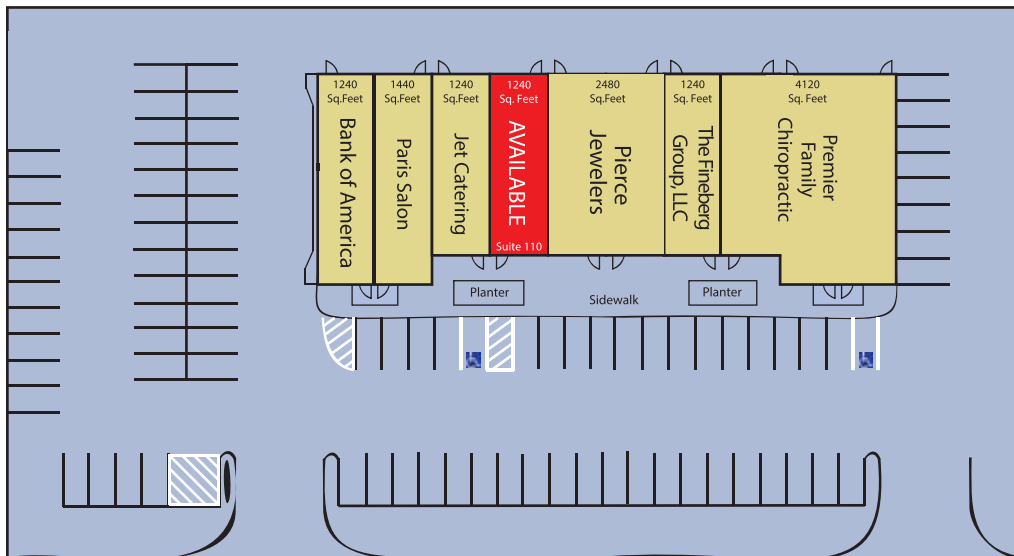 1240
Sq.Feet
Bank of America
1440
Sq.Feet
Paris Salon
1240
Sq.Feet
Jet Catering
1240
Sq. Feet
AVAILABLE
Suite 110
2480
Sq.Feet
Pierce
Jewelers
1240
Sq. Feet
The Fineberg
Group, LLC
4120
Sq. Feet
Premier
Family
Chiropractic
Planter
Sidewalk
Planter